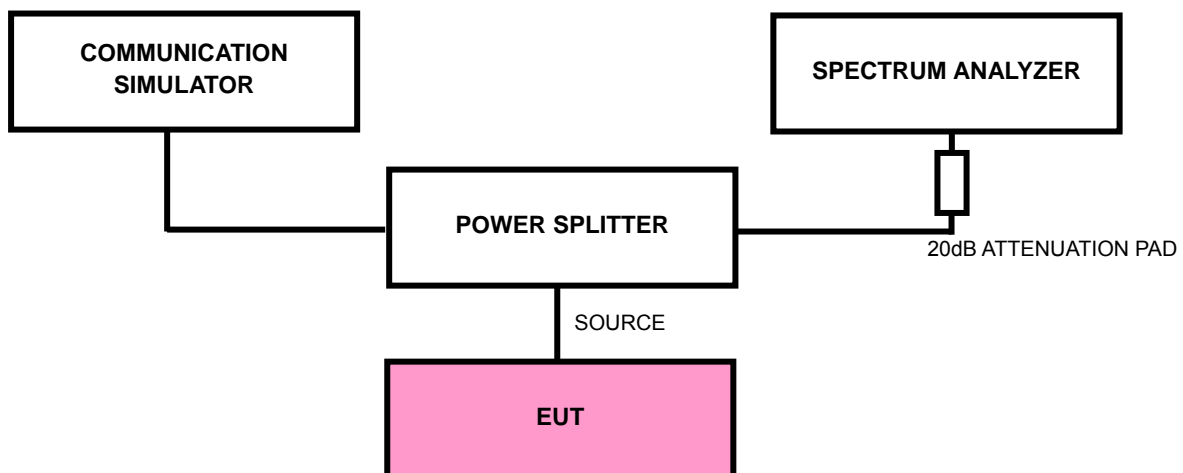 COMMUNICATION
SIMULATOR
SPECTRUM ANALYZER
POWER SPLITTER
20dB ATTENUATION PAD
SOURCE
EUT